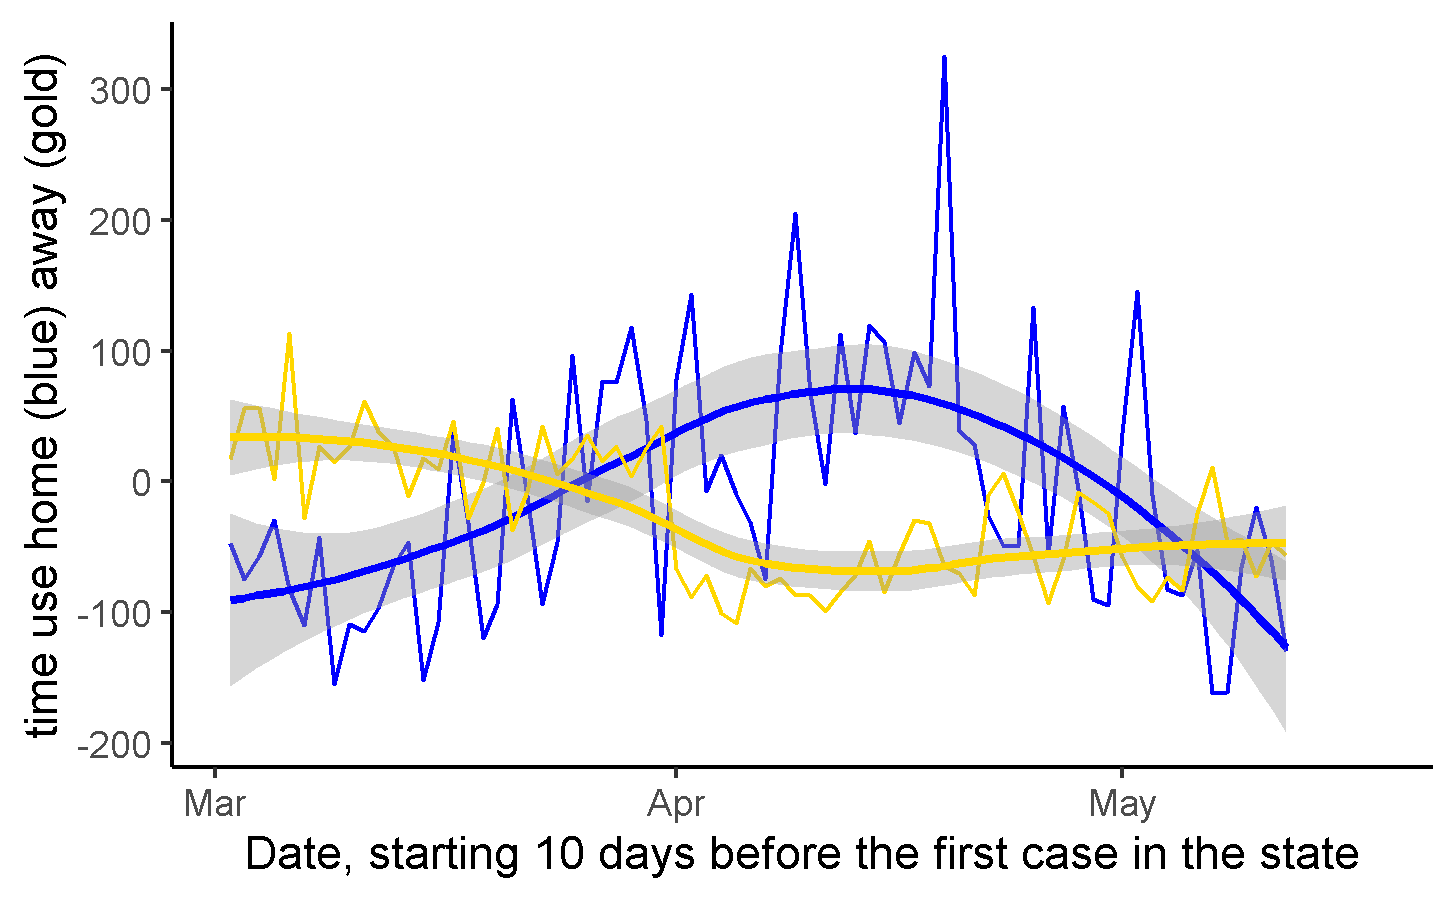 time use home (blue) away (gold)
300
200
100
0
-100
-200
Mar
Apr
May
Date, starting 10 days before the first case in the state